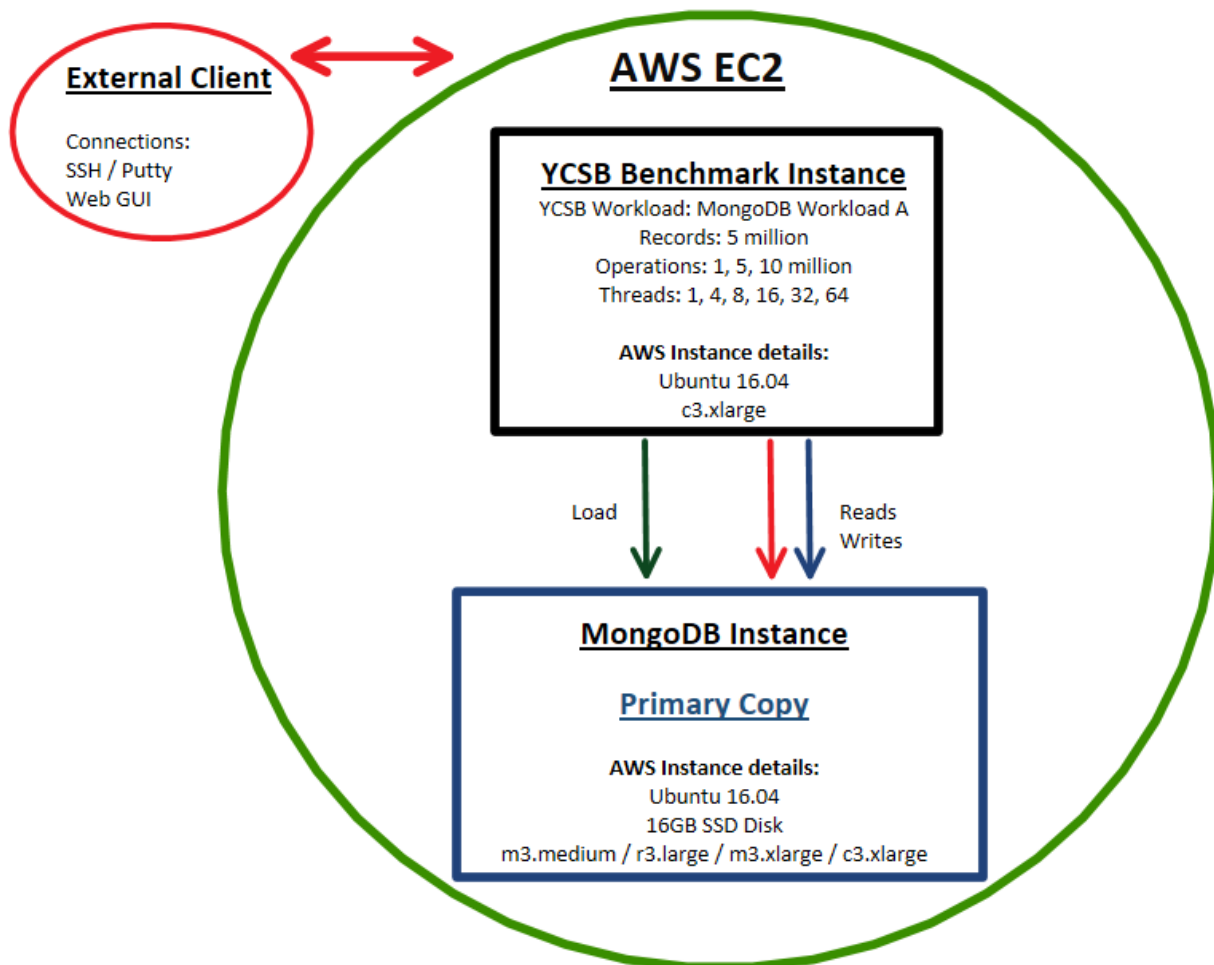 External Client
Connections:
SSH / Putty
Web GUI
AWS EC2
YCSB Benchmark Instance
YCSB Workload: MongoDB Workload A
Records: 5 million
Operations: 1, 5, 10 million
Threads: 1, 4, 8, 16, 32, 64
AWS Instance details:
Ubuntu 16.04
c3.xlarge
Load
Reads
Writes
MongoDB Instance
Primary Copy
AWS Instance details:
Ubuntu 16.04
16GB SSD Disk
m3.medium / r3.large / m3.xlarge / c3.xlarge